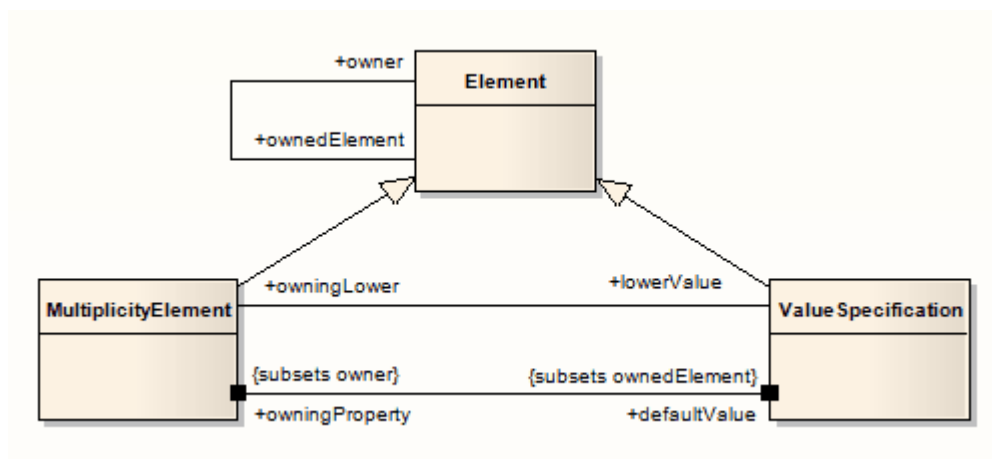 +owner
Element
+ownedElement
+owningLower
+lowerValue
MultiplicityElement
ValueSpecification
{subsets owner}
{subsets ownedElement}
+owningProperty
+defaultValue